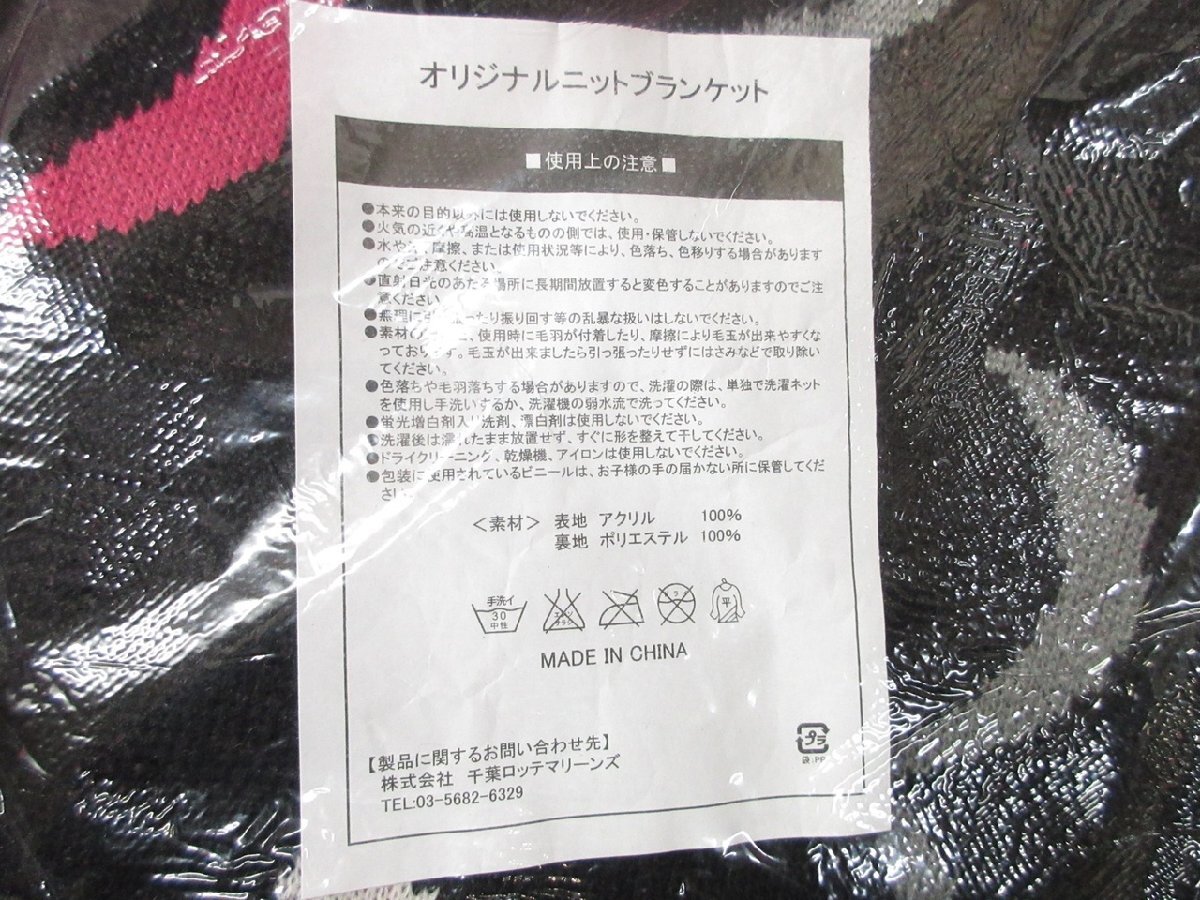 オリジナルニットブランケット
■使用上の注意■
●本来の目的以外には使用しないでください。
●火気の近くや高温となるものの側では、使用・保管しないでください。
●水や 、摩擦、または使用状況等により、色落ち、色移りする場合があります
のでご注意ください。
●直射日光のあたる場所に長期間放置すると変色することがありますのでご注
意ください。
●無理に引 ったり振り回す等の乱暴な扱いはしないでください。
●素材の 、使用時に毛羽が付着したり、摩擦により毛玉が出来やすくな
っております。毛玉が出来ましたら引っ張ったりせずにはさみなどで取り除い
てください。
●色落ちや毛羽落ちする場合がありますので、洗濯の際は、単独で洗濯ネット
を使用し手洗いするか、洗濯機の弱水流で洗ってください。
●蛍光増白剤入り洗剤、漂白剤は使用しないでください。
●洗濯後は濡れたまま放置せず、すぐに形を整えて干してください。
●ドライクリーニング、乾燥機、アイロンは使用しないでください。
●包装に使用されているビニールは、お子様の手の届かない所に保管してくだ
さい。
<素材> 表地 アクリル 100%
裏地 ポリエステル 100%
手洗イ 30 中性 エンソ サラシ ドライ 平
MADE IN CHINA
プラ
袋:PP
【製品に関するお問い合わせ先】
株式会社 千葉ロッテマリーンズ
TEL:03-5682-6329